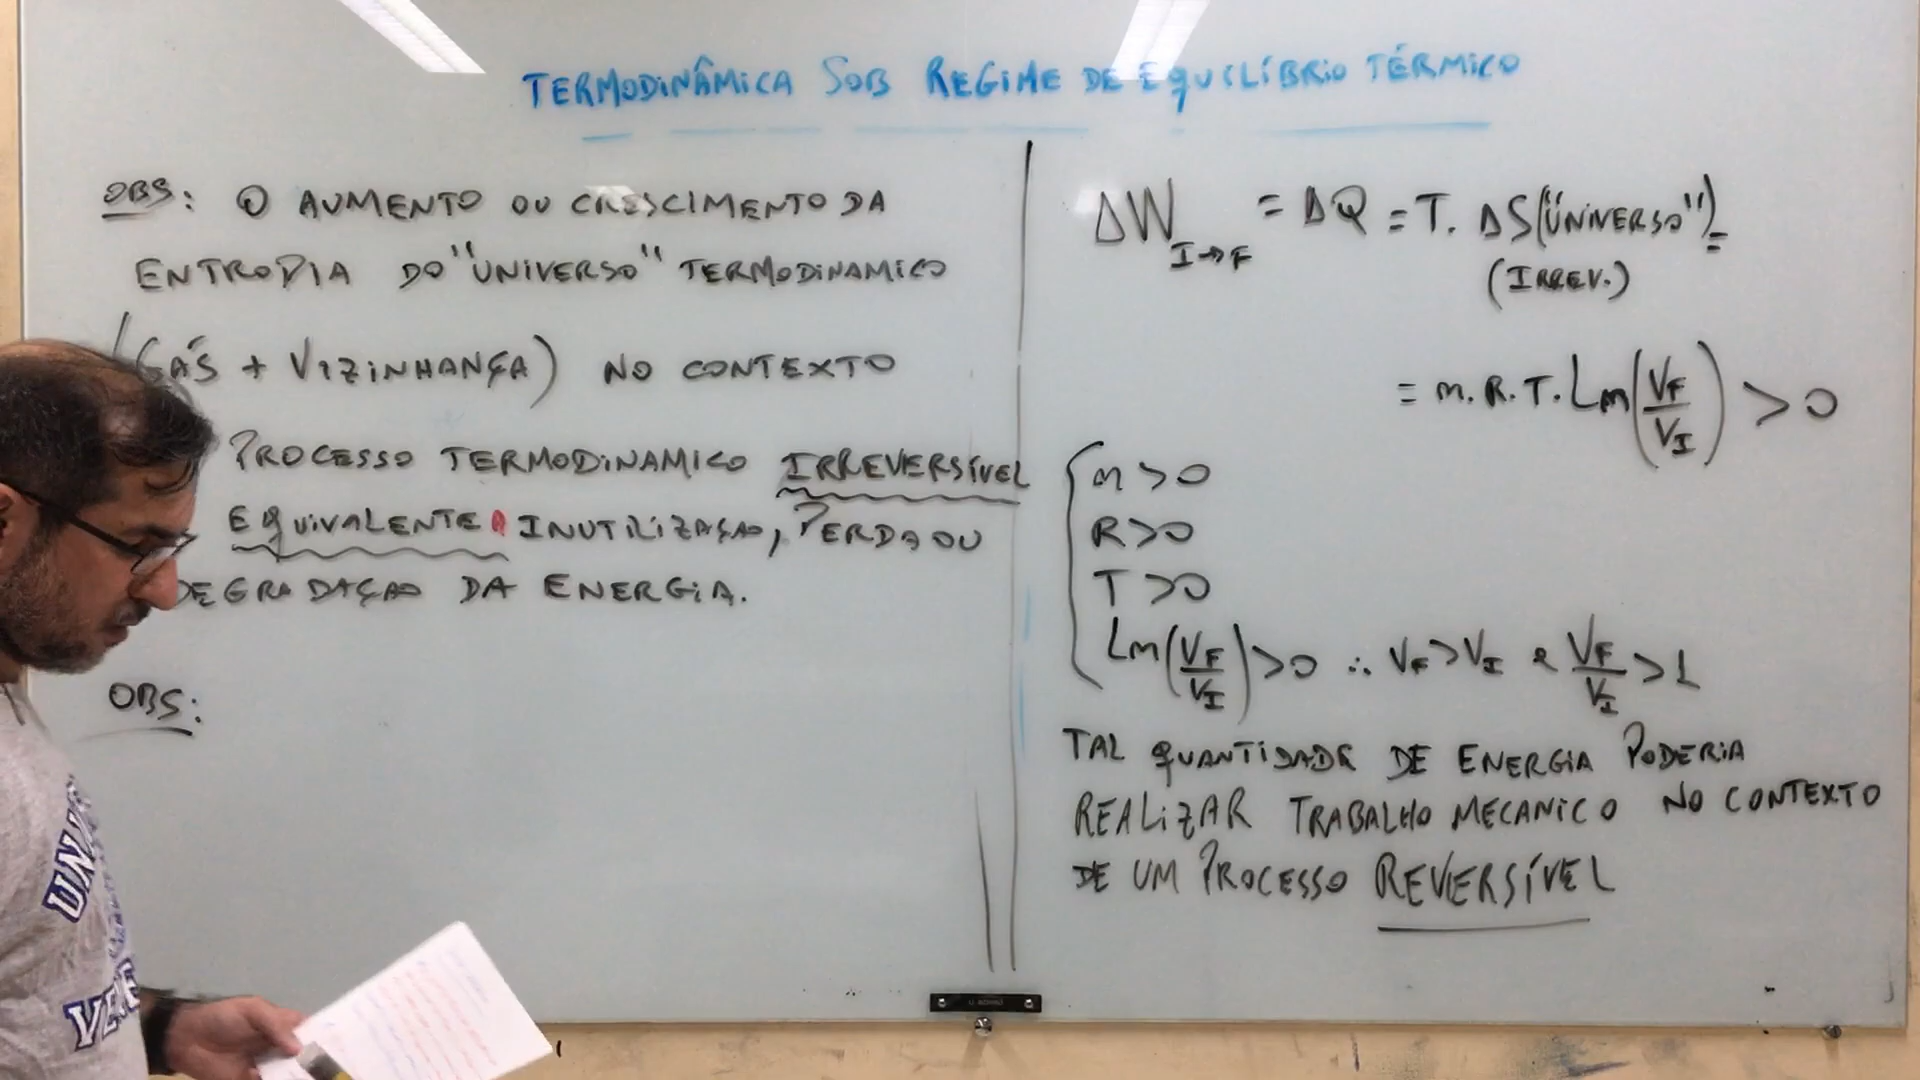 TERMODINÂMICA SOB REGIME DE EQUILÍBRIO TÉRMICO
OBS: O AUMENTO OU CRESCIMENTO DA
ENTROPIA DO "UNIVERSO" TERMODINAMICO
(GÁS + VIZINHANÇA) NO CONTEXTO
PROCESSO TERMODINAMICO IRREVERSÍVEL
EQUIVALENTE A INUTILIZAÇÃO, PERDA OU
DEGRADAÇÃO DA ENERGIA.
OBS:
ΔW I→F = ΔQ = T. ΔS("UNIVERSO") =
(IRREV.)
= m.R.T.Ln(VF/VI) > 0
m > 0
R > 0
T > 0
Ln(VF/VI) > 0 ∴ VF > VI e VF/VI > 1
TAL QUANTIDADE DE ENERGIA PODERIA
REALIZAR TRABALHO MECANICO NO CONTEXTO
DE UM PROCESSO REVERSÍVEL